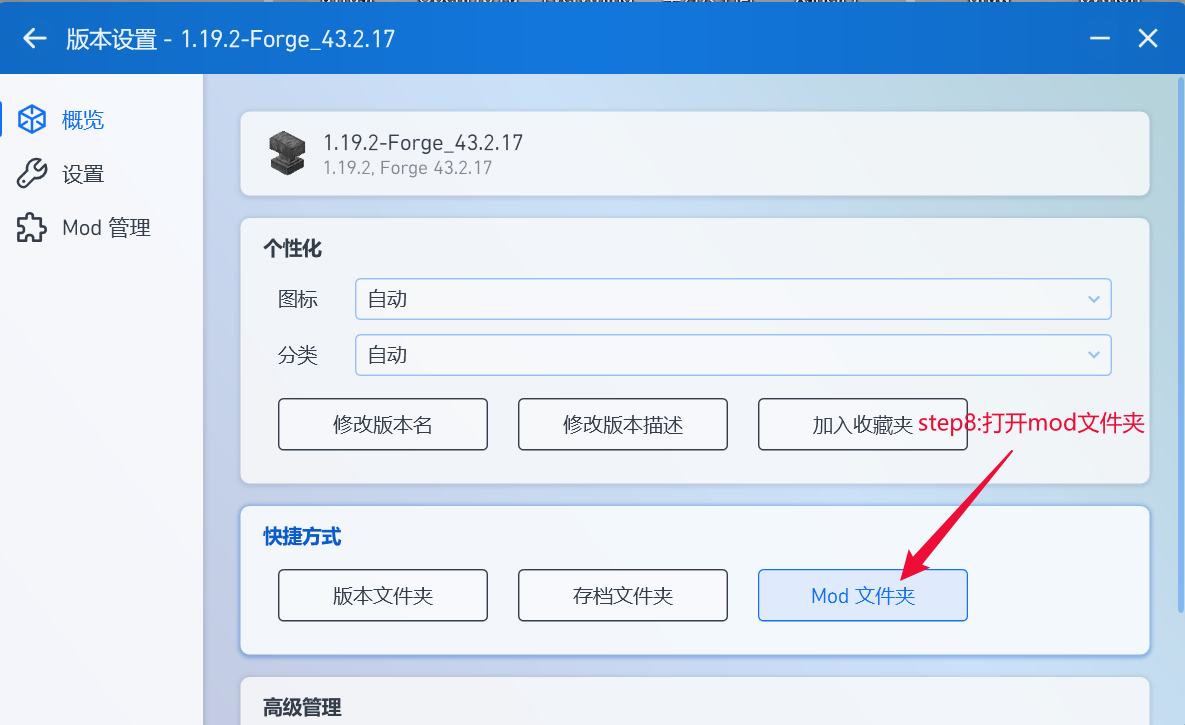 版本设置 - 1.19.2-Forge_43.2.17
概览
设置
Mod 管理
1.19.2-Forge_43.2.17
1.19.2, Forge 43.2.17
个性化
图标
自动
分类
自动
修改版本名
修改版本描述
加入收藏夹
step8:打开mod文件夹
快捷方式
版本文件夹
存档文件夹
Mod 文件夹
高级管理